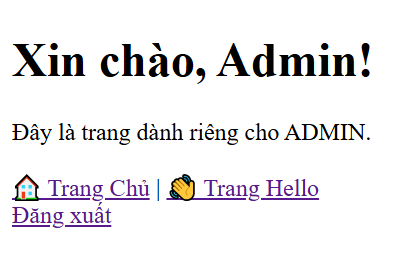 Xin chào, Admin!
Đây là trang dành riêng cho ADMIN.
🏠 Trang Chủ | 👋 Trang Hello
Đăng xuất